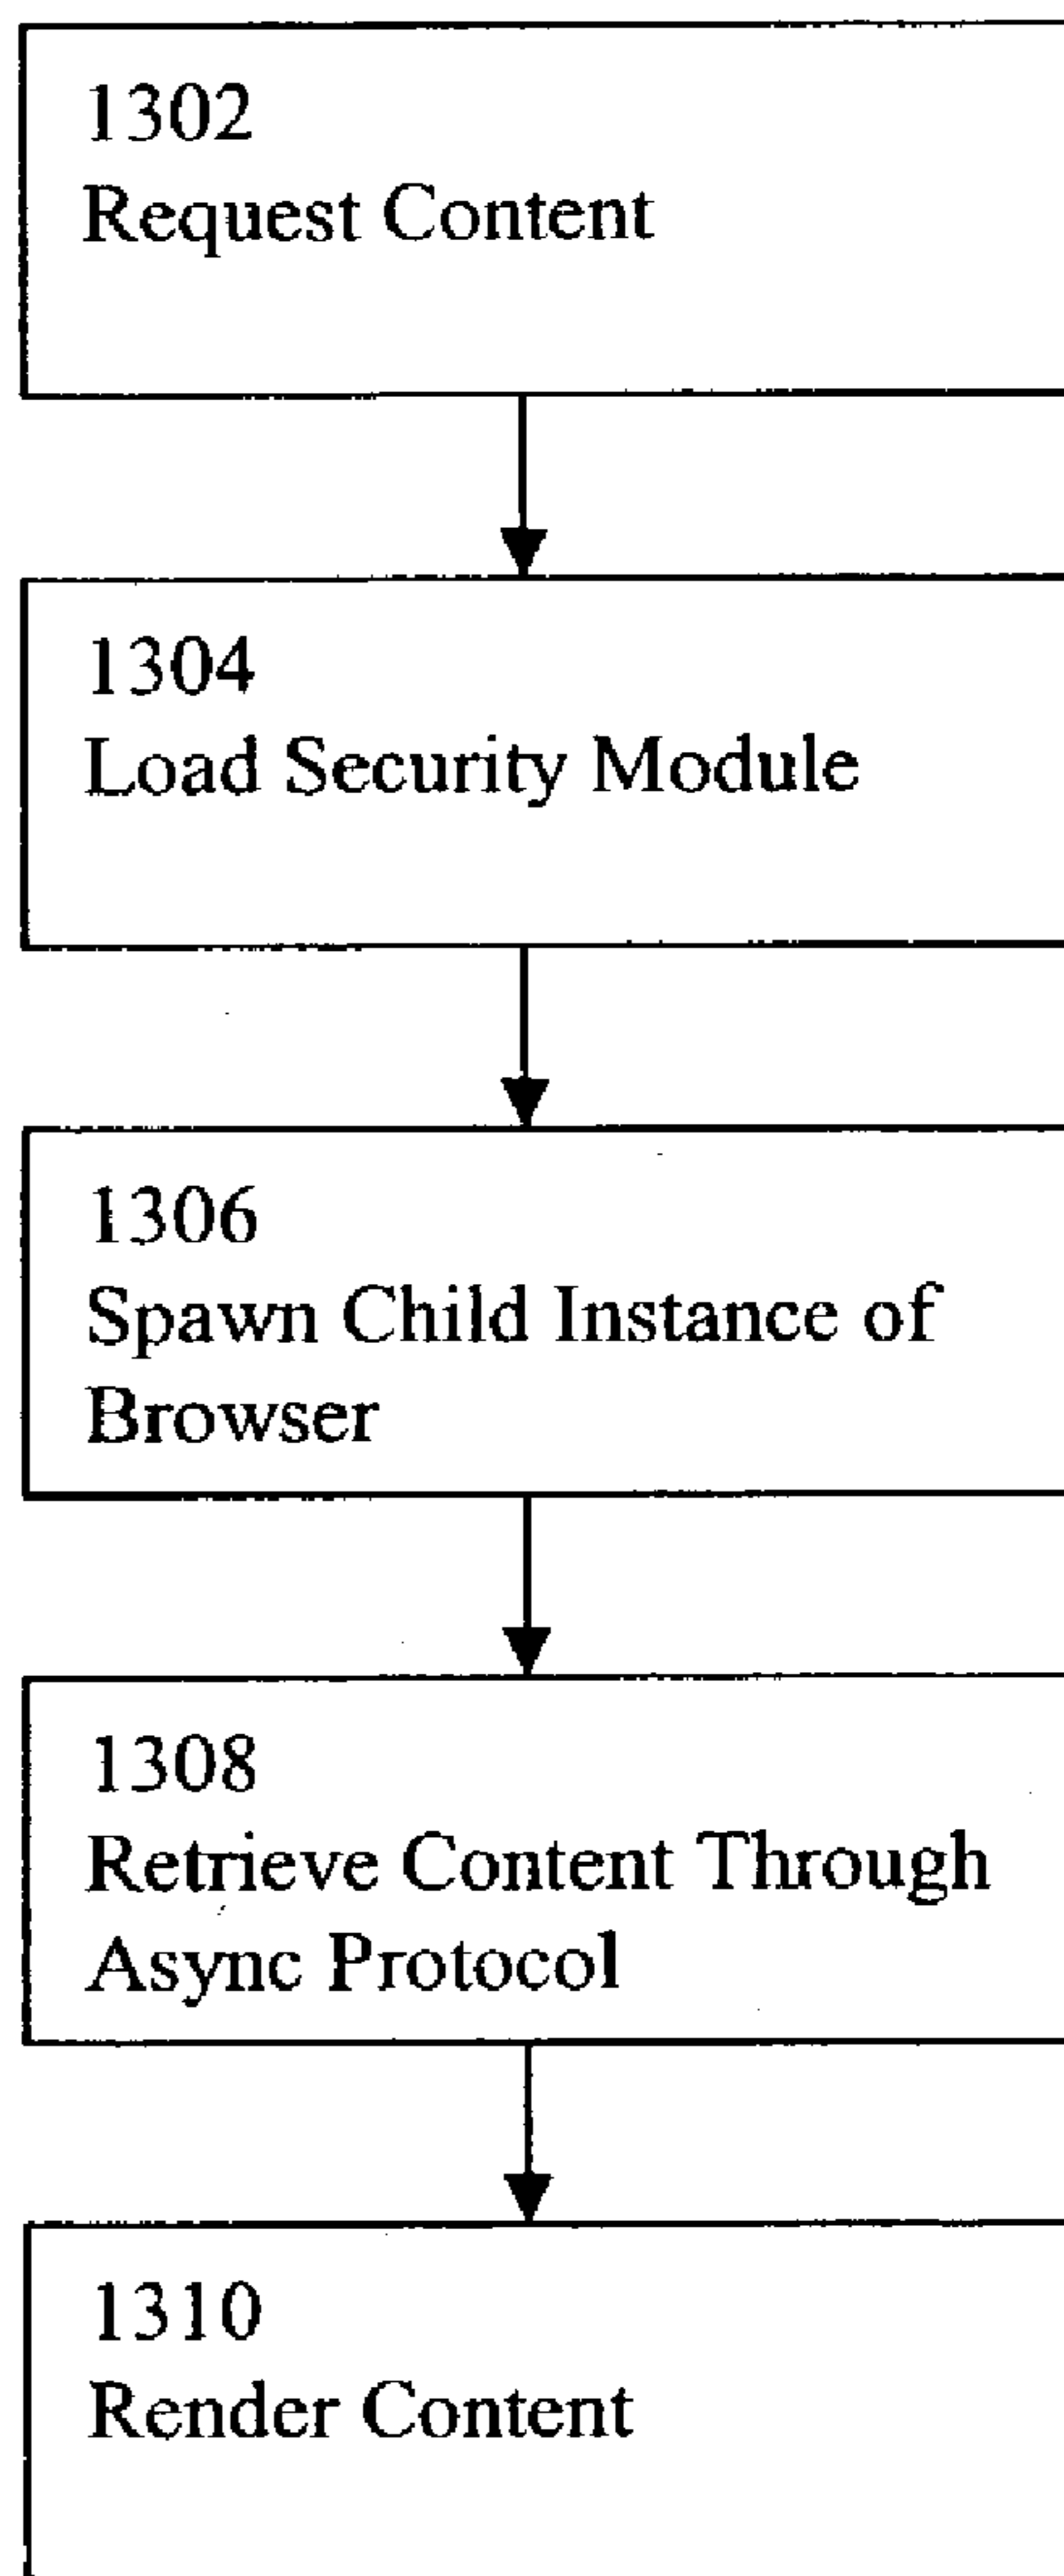 1302
Request Content
1304
Load Security Module
1306
Spawn Child Instance of
Browser
1308
Retrieve Content Through
Async Protocol
1310
Render Content